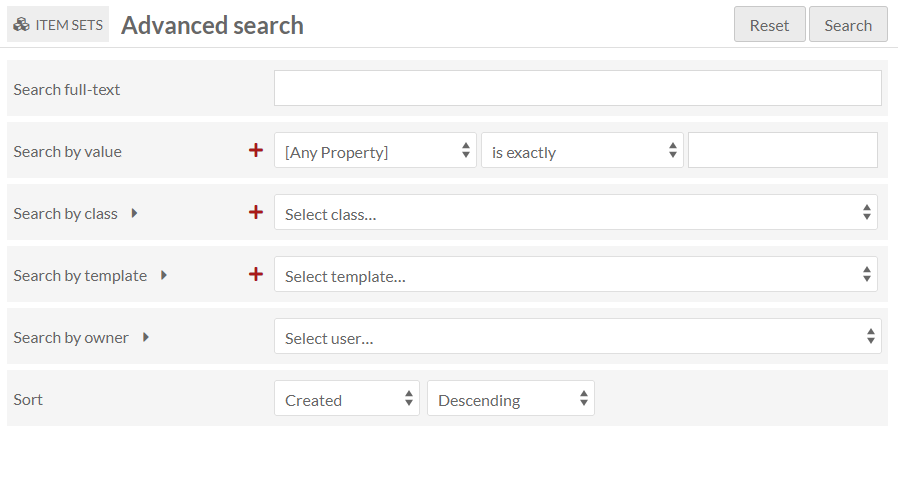 ITEM SETS Advanced search Reset Search
Search full-text
Search by value [Any Property] is exactly
Search by class Select class...
Search by template Select template...
Search by owner Select user...
Sort Created Descending